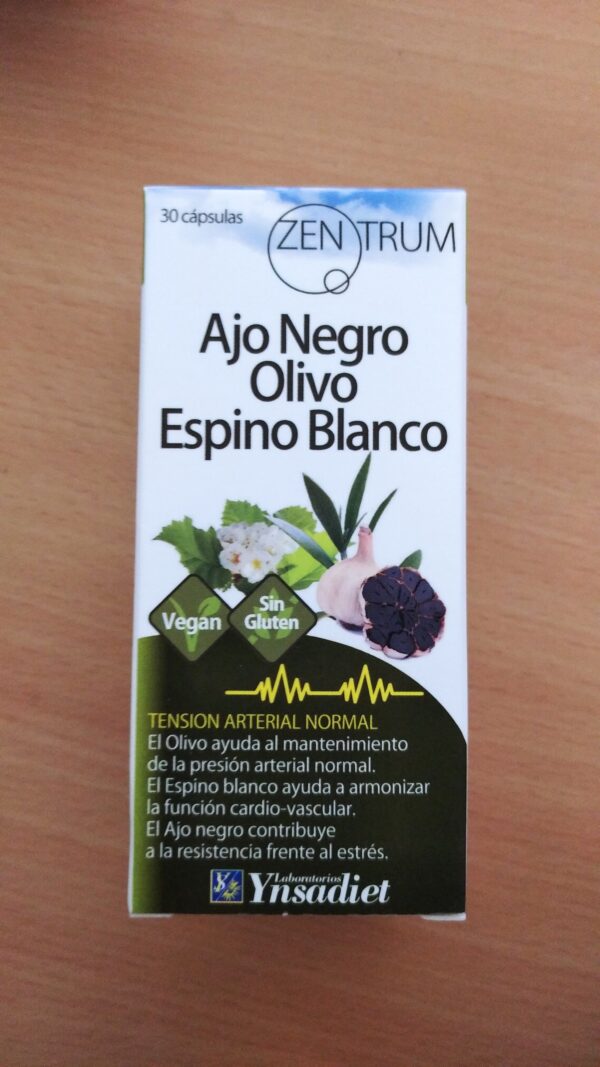 30 cápsulas
ZENTRUM
Ajo Negro
Olivo
Espino Blanco
Vegan
Sin
Gluten
TENSION ARTERIAL NORMAL
El Olivo ayuda al mantenimiento
de la presión arterial normal.
El Espino blanco ayuda a armonizar
la función cardio-vascular.
El Ajo negro contribuye
a la resistencia frente al estrés.
Laboratorios
Ynsadiet